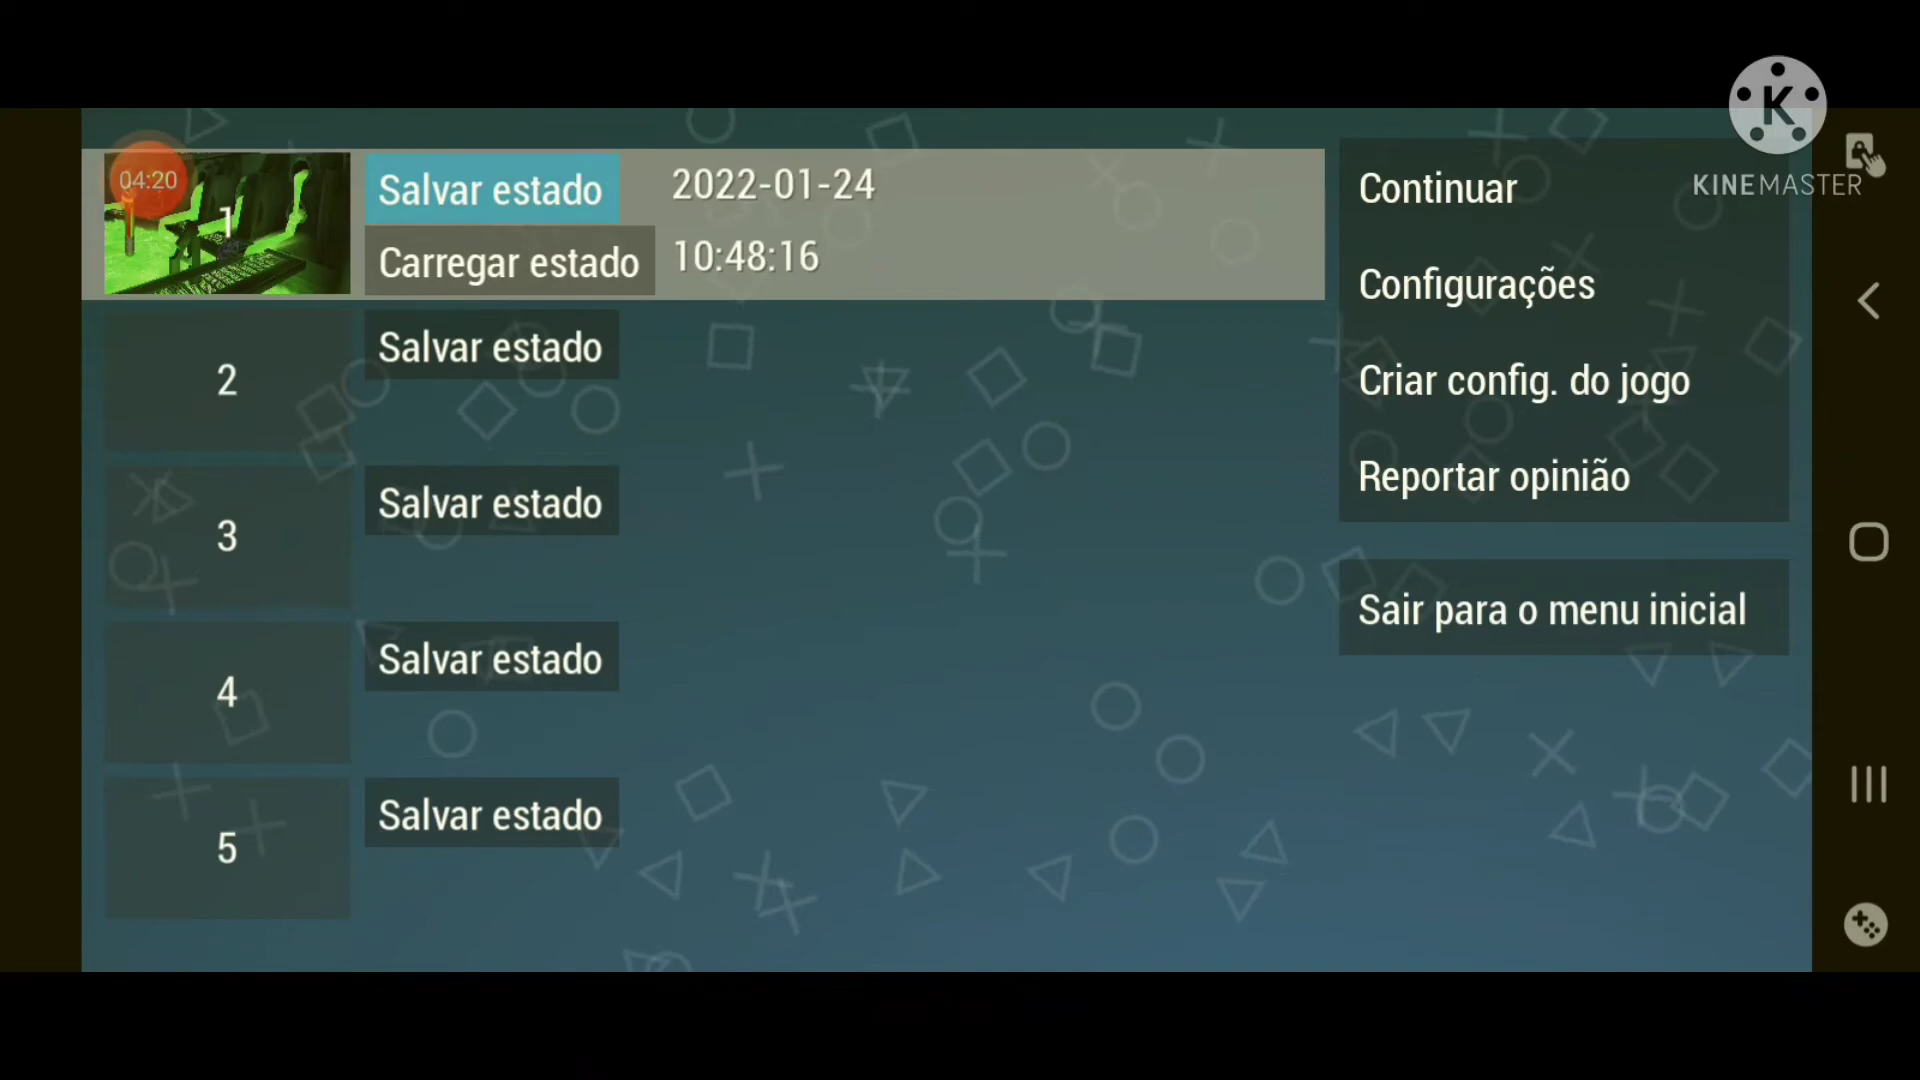 04:20
1
Salvar estado
2022-01-24
Carregar estado
10:48:16
2
Salvar estado
3
Salvar estado
4
Salvar estado
5
Salvar estado
Continuar
Configurações
Criar config. do jogo
Reportar opinião
Sair para o menu inicial
K
KINEMASTER